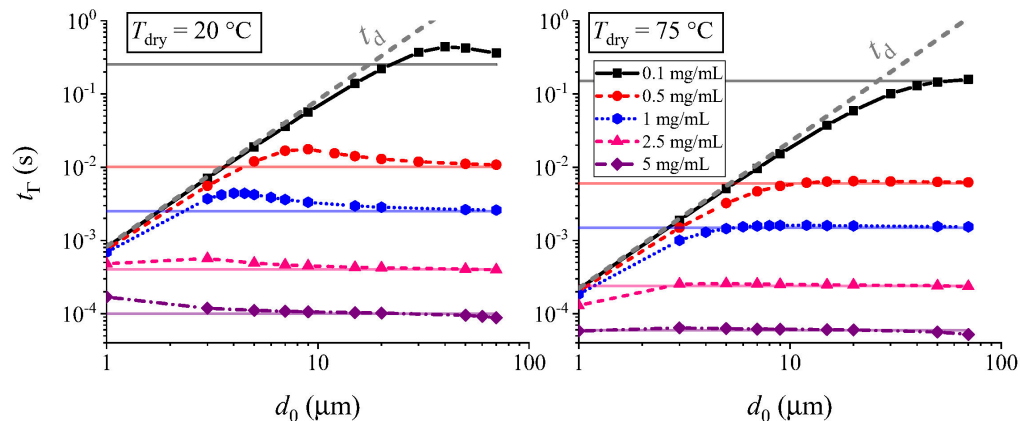 T_dry = 20 °C
t_d
10^0
10^-1
10^-2
10^-3
10^-4
t_Γ (s)
1
10
100
d_0 (μm)
T_dry = 75 °C
t_d
0.1 mg/mL
0.5 mg/mL
1 mg/mL
2.5 mg/mL
5 mg/mL
10^0
10^-1
10^-2
10^-3
10^-4
1
10
100
d_0 (μm)